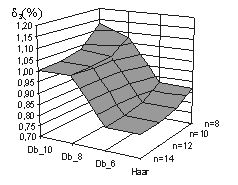 δ₂(%)
1,20
1,15
1,10
1,05
1,00
0,95
0,90
0,85
0,80
0,75
0,70
Db_10
Db_8
Db_6
Haar
n=14
n=12
n=10
n=8